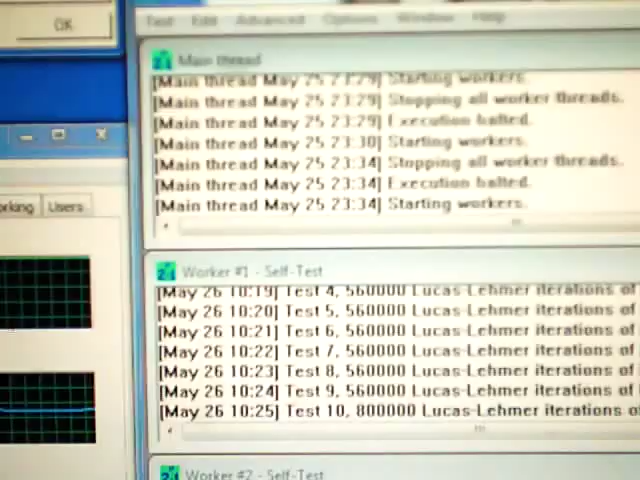 OK
Test Edit Advanced Options Window Help
Main thread
[Main thread May 25 23:29] Starting workers.
[Main thread May 25 23:29] Stopping all worker threads.
[Main thread May 25 23:29] Execution halted.
[Main thread May 25 23:30] Starting workers.
[Main thread May 25 23:34] Stopping all worker threads.
[Main thread May 25 23:34] Execution halted.
[Main thread May 25 23:34] Starting workers.
rking Users
Worker #1 - Self-Test
[May 26 10:19] Test 4, 560000 Lucas-Lehmer iterations of
[May 26 10:20] Test 5, 560000 Lucas-Lehmer iterations of
[May 26 10:21] Test 6, 560000 Lucas-Lehmer iterations of
[May 26 10:22] Test 7, 560000 Lucas-Lehmer iterations of
[May 26 10:23] Test 8, 560000 Lucas-Lehmer iterations of
[May 26 10:24] Test 9, 560000 Lucas-Lehmer iterations of
[May 26 10:25] Test 10, 800000 Lucas-Lehmer iterations o
Worker #2 - Self-Test